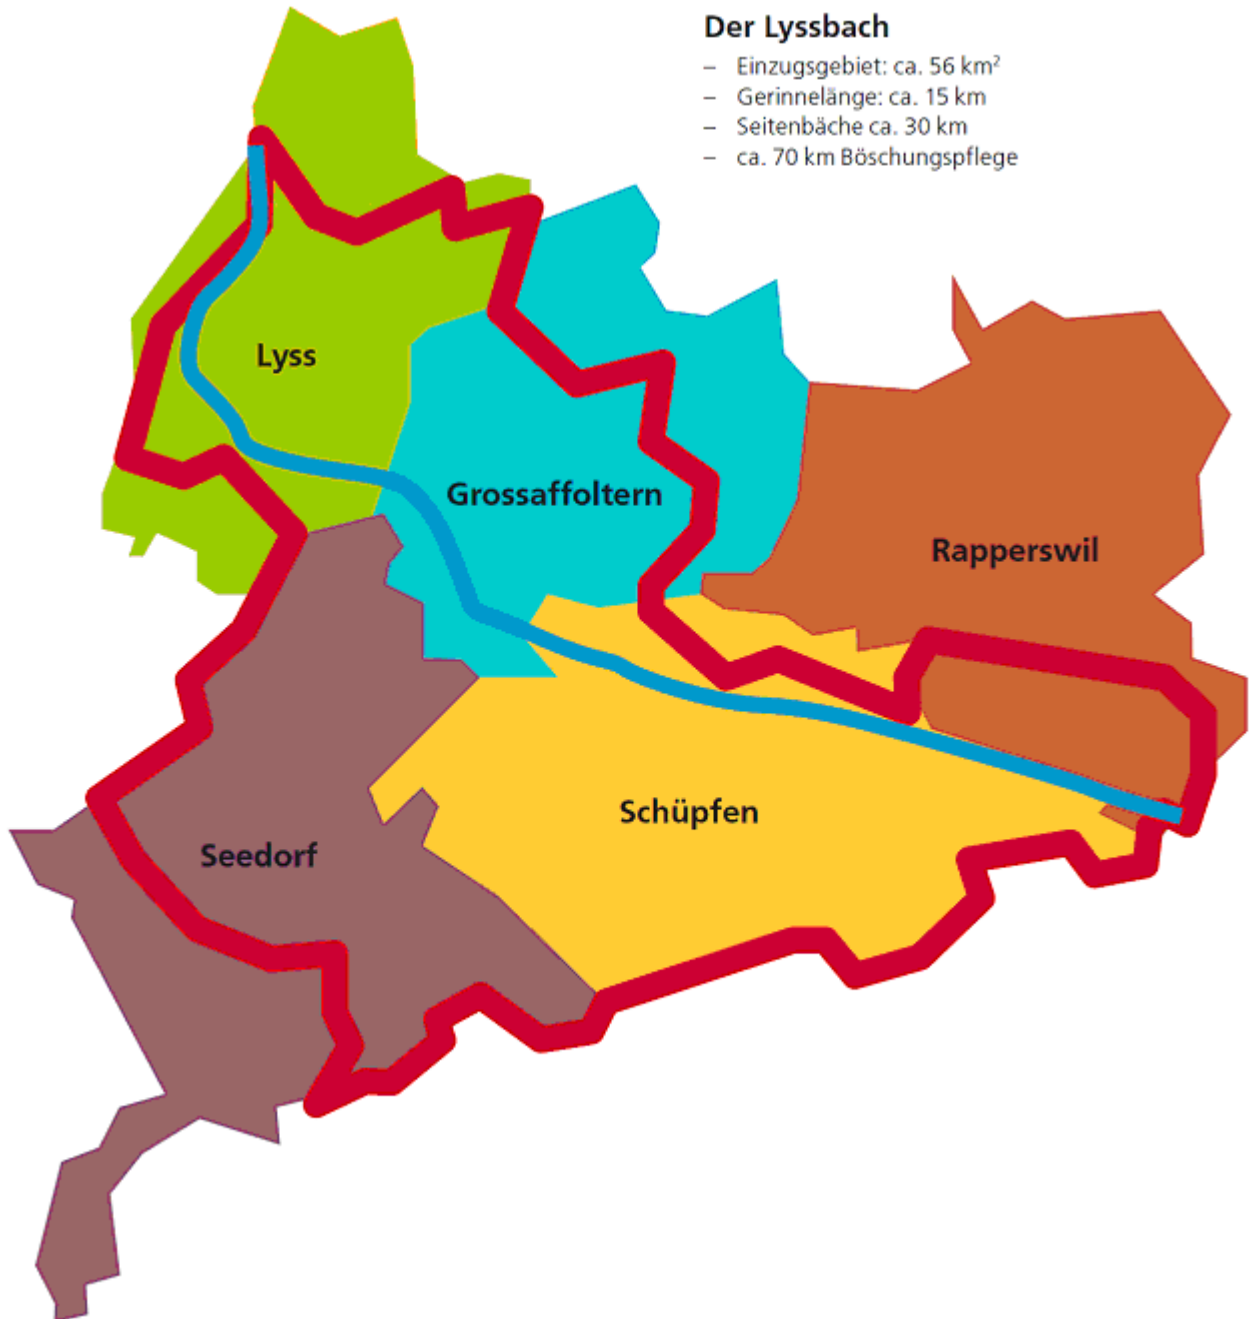 Der Lyssbach
– Einzugsgebiet: ca. 56 km²
– Gerinnelänge: ca. 15 km
– Seitenbäche ca. 30 km
– ca. 70 km Böschungspflege
Lyss
Grossaffoltern
Rapperswil
Schüpfen
Seedorf